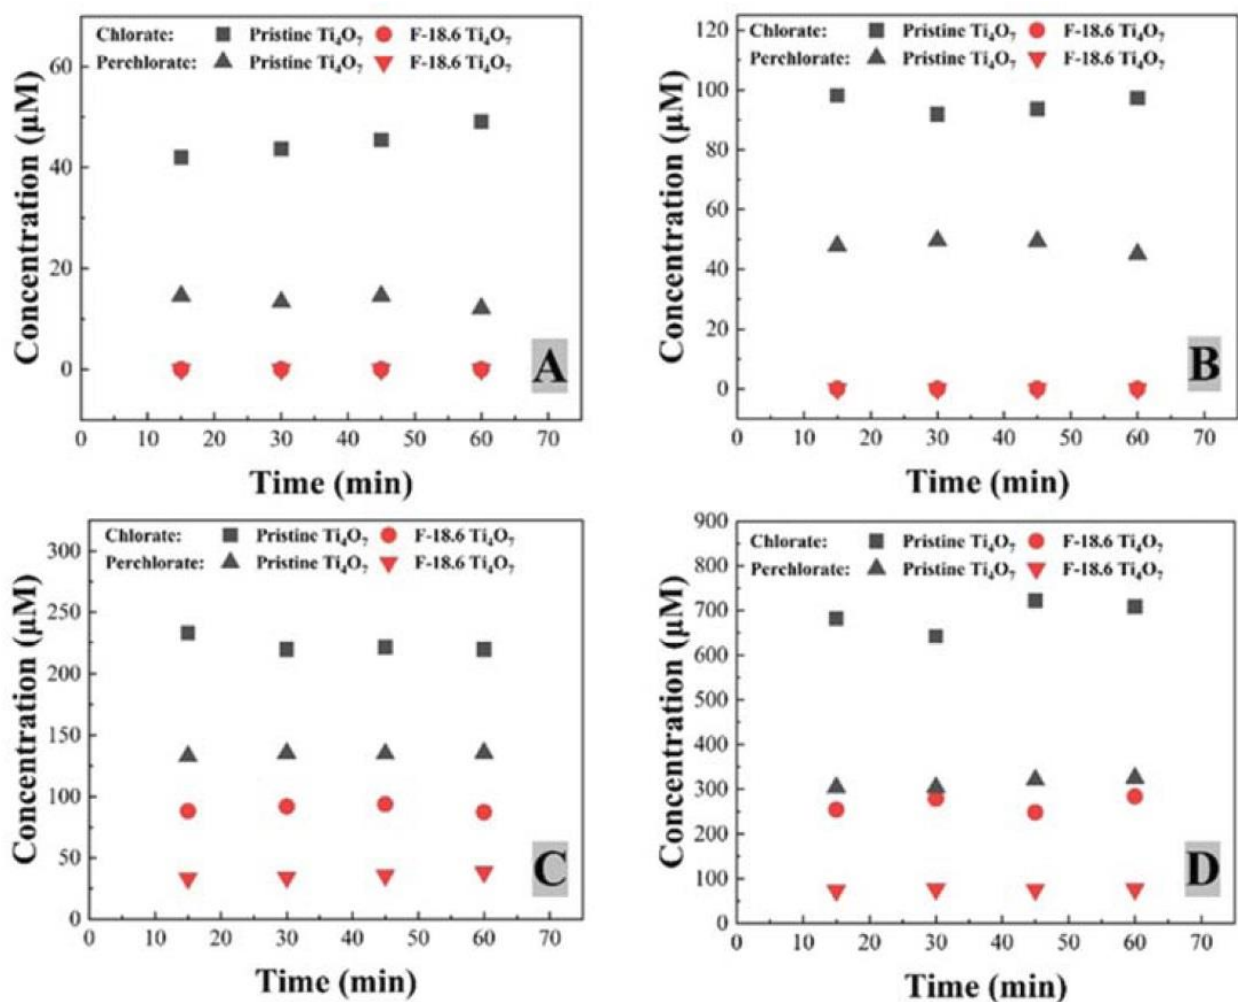 Chlorate: Pristine Ti₄O₇ F-18.6 Ti₄O₇
Perchlorate: Pristine Ti₄O₇ F-18.6 Ti₄O₇
60
40
20
0
0 10 20 30 40 50 60 70
Concentration (μM)
Time (min)
A
Chlorate: Pristine Ti₄O₇ F-18.6 Ti₄O₇
Perchlorate: Pristine Ti₄O₇ F-18.6 Ti₄O₇
120
100
80
60
40
20
0
0 10 20 30 40 50 60 70
Concentration (μM)
Time (min)
B
Chlorate: Pristine Ti₄O₇ F-18.6 Ti₄O₇
Perchlorate: Pristine Ti₄O₇ F-18.6 Ti₄O₇
300
250
200
150
100
50
0
0 10 20 30 40 50 60 70
Concentration (μM)
Time (min)
C
Chlorate: Pristine Ti₄O₇ F-18.6 Ti₄O₇
Perchlorate: Pristine Ti₄O₇ F-18.6 Ti₄O₇
900
800
700
600
500
400
300
200
100
0
0 10 20 30 40 50 60 70
Concentration (μM)
Time (min)
D